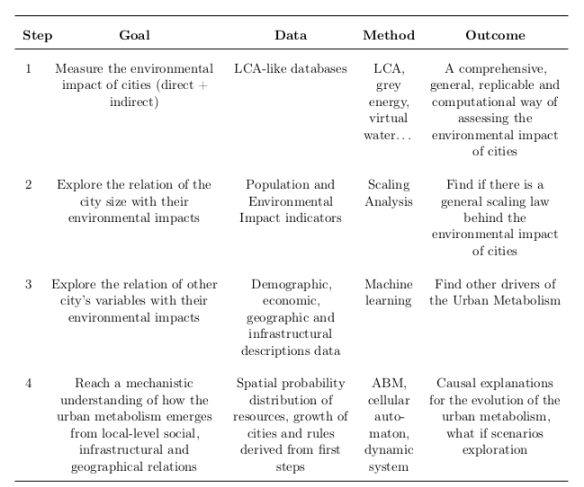 Step Goal Data Method Outcome
1 Measure the environmental LCA-like databases LCA, A comprehensive,
impact of cities (direct + grey general, replicable and
indirect) energy, computational way of
virtual assessing the
water... environmental impact
of cities
2 Explore the relation of the Population and Scaling Find if there is a
city size with their Environmental Analysis general scaling law
environmental impacts Impact indicators behind the
environmental impact
of cities
3 Explore the relation of other Demographic, Machine Find other drivers of
city's variables with their economic, learning the Urban Metabolism
environmental impacts geographic and
infrastructural
descriptions data
4 Reach a mechanistic Spatial probability ABM, Causal explanations
understanding of how the distribution of cellular for the evolution of the
urban metabolism emerges resources, growth of auto- urban metabolism,
from local-level social, cities and rules maton, what if scenarios
infrastructural and derived from first dynamic exploration
geographical relations steps system